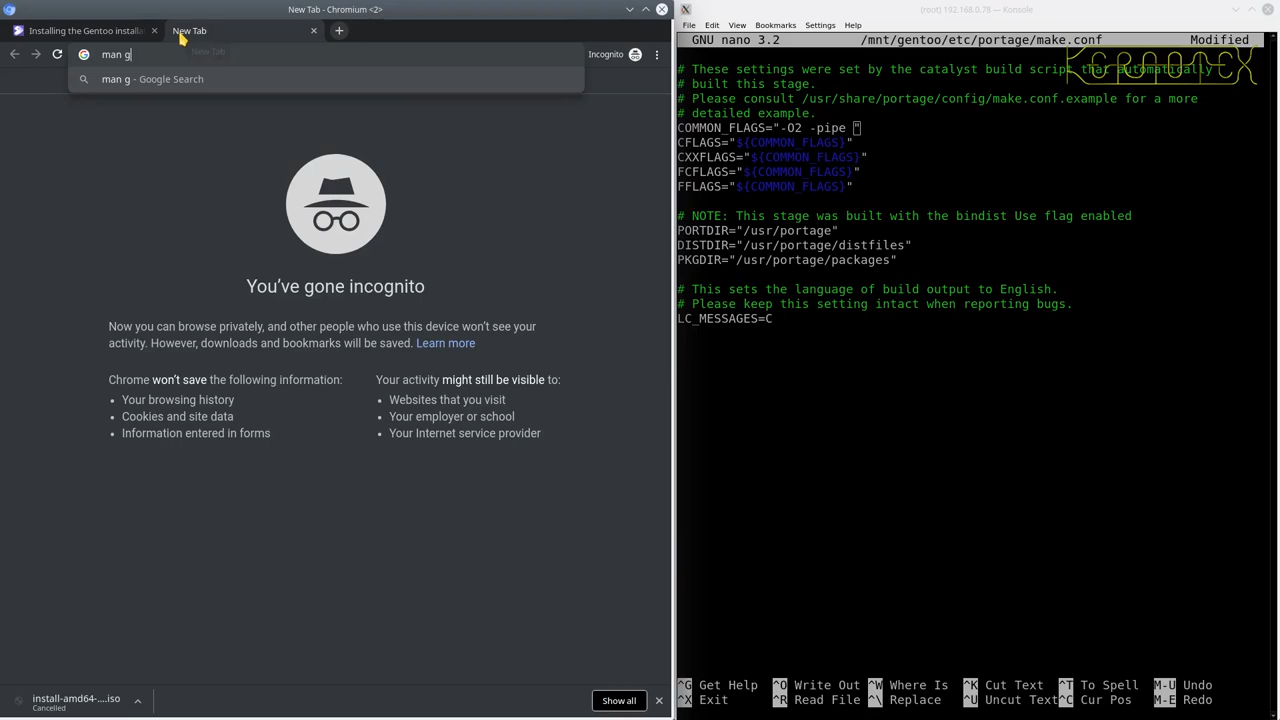 New Tab - Chromium <2>
Installing the Gentoo installa
New Tab
man g
New Tab
Incognito
man g - Google Search
You've gone incognito
Now you can browse privately, and other people who use this device won't see your
activity. However, downloads and bookmarks will be saved. Learn more
Chrome won't save the following information:
• Your browsing history
• Cookies and site data
• Information entered in forms
Your activity might still be visible to:
• Websites that you visit
• Your employer or school
• Your Internet service provider
install-amd64-....iso
Cancelled
Show all
(root) 192.168.0.78 — Konsole
File Edit View Bookmarks Settings Help
GNU nano 3.2 /mnt/gentoo/etc/portage/make.conf Modified
# These settings were set by the catalyst build script that automatically
# built this stage.
# Please consult /usr/share/portage/config/make.conf.example for a more
# detailed example.
COMMON_FLAGS="-O2 -pipe "
CFLAGS="${COMMON_FLAGS}"
CXXFLAGS="${COMMON_FLAGS}"
FCFLAGS="${COMMON_FLAGS}"
FFLAGS="${COMMON_FLAGS}"
# NOTE: This stage was built with the bindist Use flag enabled
PORTDIR="/usr/portage"
DISTDIR="/usr/portage/distfiles"
PKGDIR="/usr/portage/packages"
# This sets the language of build output to English.
# Please keep this setting intact when reporting bugs.
LC_MESSAGES=C
^G Get Help ^O Write Out ^W Where Is ^K Cut Text ^T To Spell M-U Undo
^X Exit ^R Read File ^\ Replace ^U Uncut Text ^C Cur Pos M-E Redo